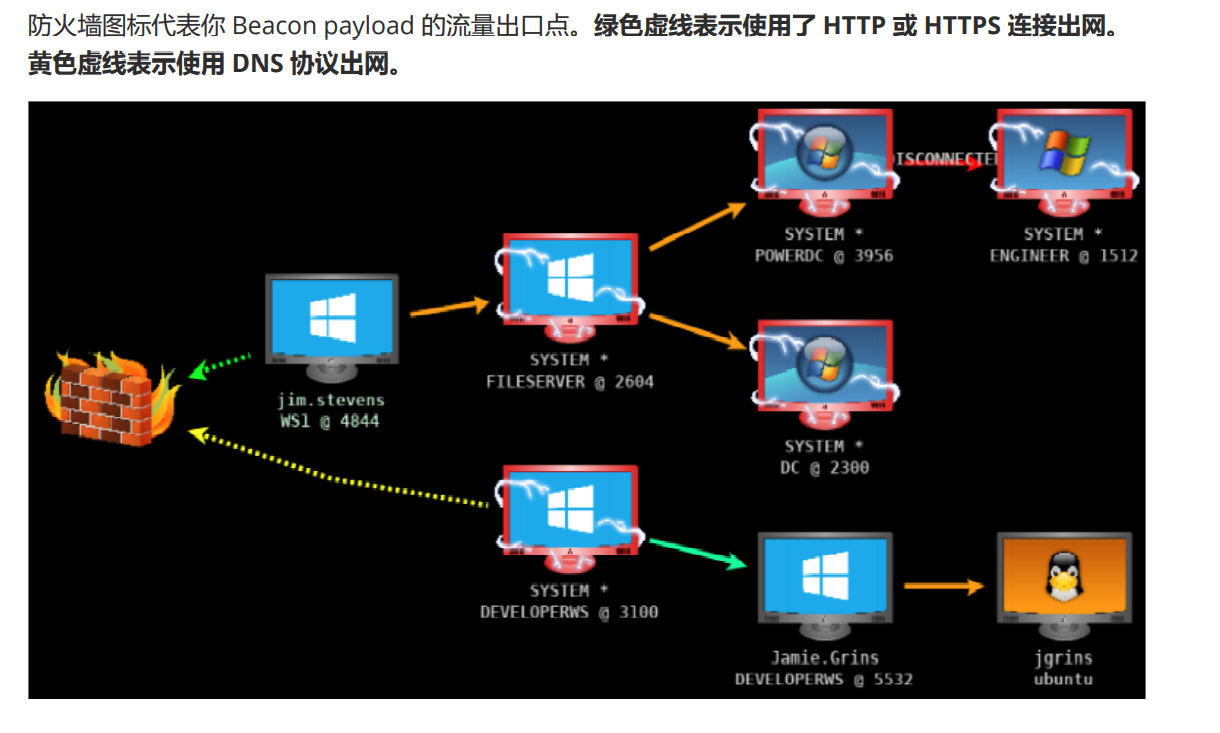 防火墙图标代表你 Beacon payload 的流量出口点。绿色虚线表示使用了 HTTP 或 HTTPS 连接出网。
黄色虚线表示使用 DNS 协议出网。
ISCONNECTE
SYSTEM *
POWERDC @ 3956
SYSTEM *
ENGINEER @ 1512
SYSTEM *
FILESERVER @ 2604
jim.stevens
WS1 @ 4844
SYSTEM *
DC @ 2300
SYSTEM *
DEVELOPERWS @ 3100
Jamie.Grins
DEVELOPERWS @ 5532
jgrins
ubuntu